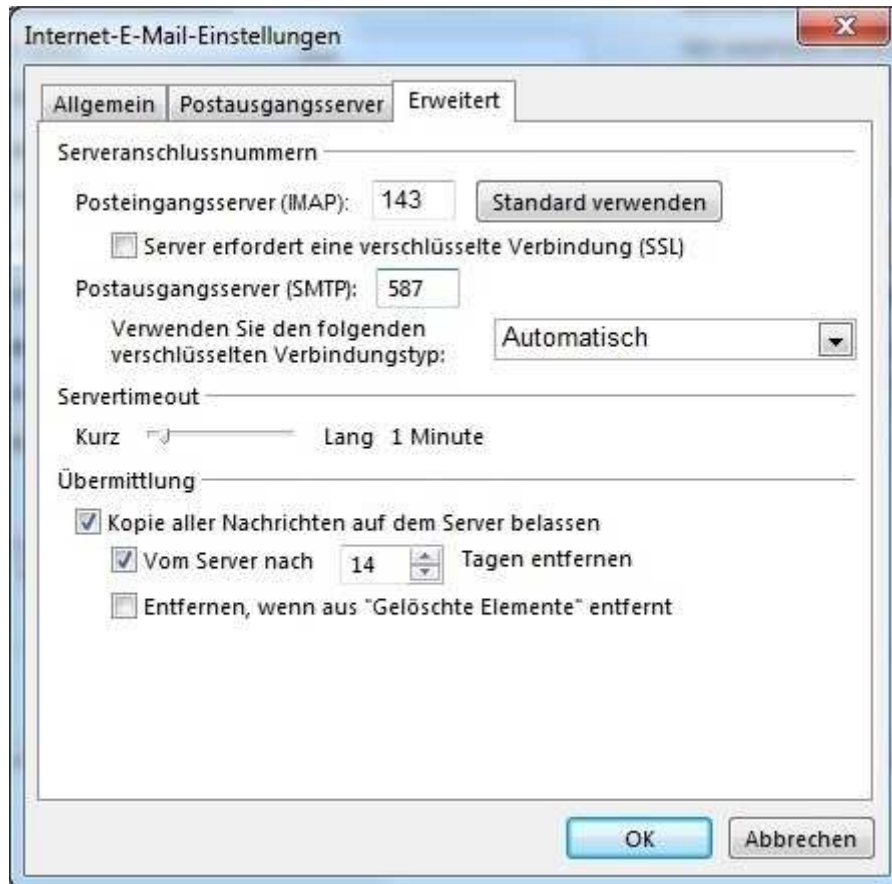 Internet-E-Mail-Einstellungen
Allgemein Postausgangsserver Erweitert
Serveranschlussnummern
Posteingangsserver (IMAP): 143 Standard verwenden
Server erfordert eine verschlüsselte Verbindung (SSL)
Postausgangsserver (SMTP): 587
Verwenden Sie den folgenden
verschlüsselten Verbindungstyp: Automatisch
Servertimeout
Kurz Lang 1 Minute
Übermittlung
Kopie aller Nachrichten auf dem Server belassen
Vom Server nach 14 Tagen entfernen
Entfernen, wenn aus "Gelöschte Elemente" entfernt
OK Abbrechen